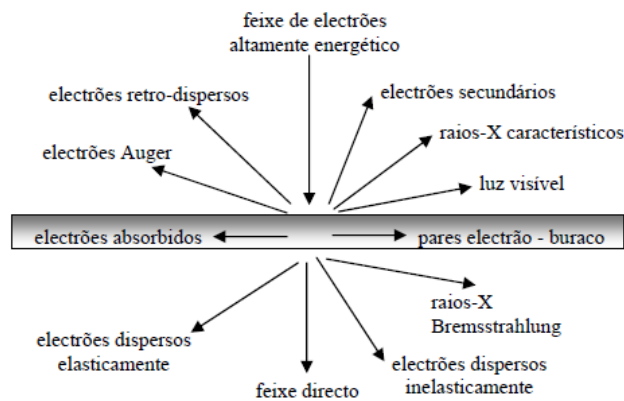 feixe de electrões
altamente energético
electrões retro-dispersos
electrões secundários
raios-X característicos
electrões Auger
luz visível
electrões absorbidos
pares electrão - buraco
raios-X
Bremsstrahlung
electrões dispersos
elasticamente
feixe directo
electrões dispersos
inelasticamente